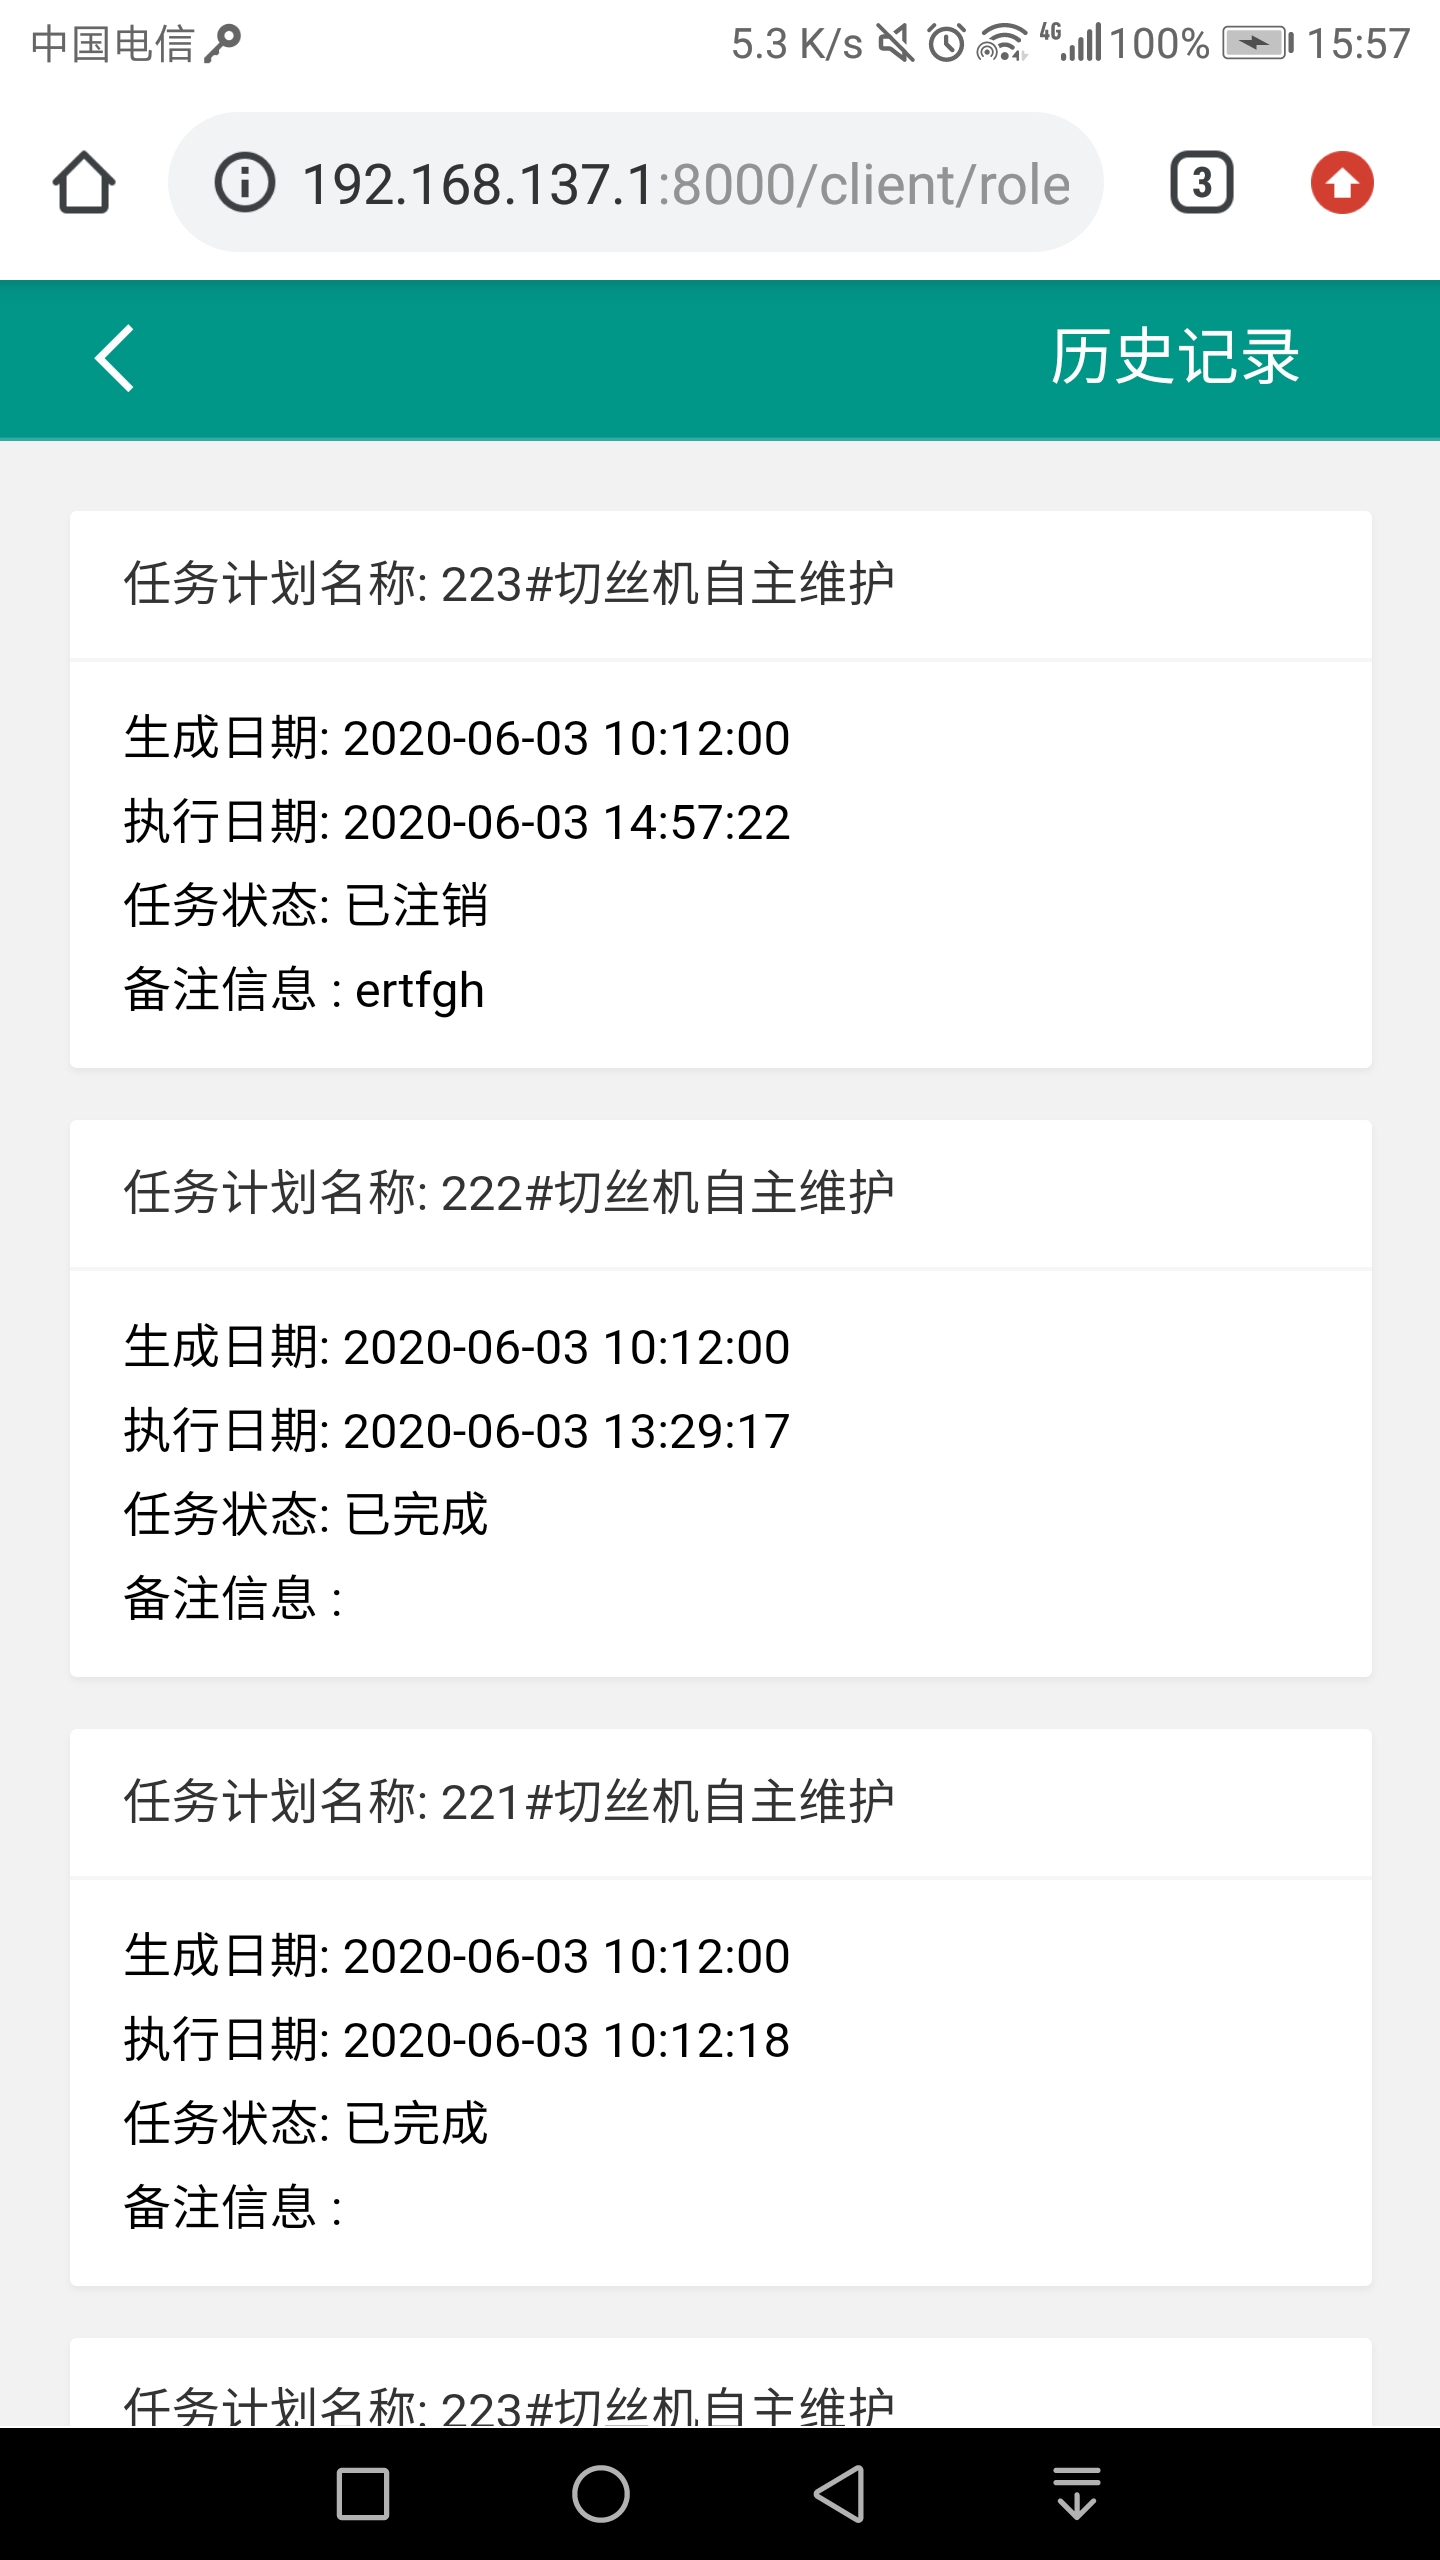 中国电信 5.3 K/s 4G 100% 15:57
192.168.137.1:8000/client/role 3
历史记录
任务计划名称: 223#切丝机自主维护
生成日期: 2020-06-03 10:12:00
执行日期: 2020-06-03 14:57:22
任务状态: 已注销
备注信息 : ertfgh
任务计划名称: 222#切丝机自主维护
生成日期: 2020-06-03 10:12:00
执行日期: 2020-06-03 13:29:17
任务状态: 已完成
备注信息 :
任务计划名称: 221#切丝机自主维护
生成日期: 2020-06-03 10:12:00
执行日期: 2020-06-03 10:12:18
任务状态: 已完成
备注信息 :
任务计划名称: 223#切丝机自主维护